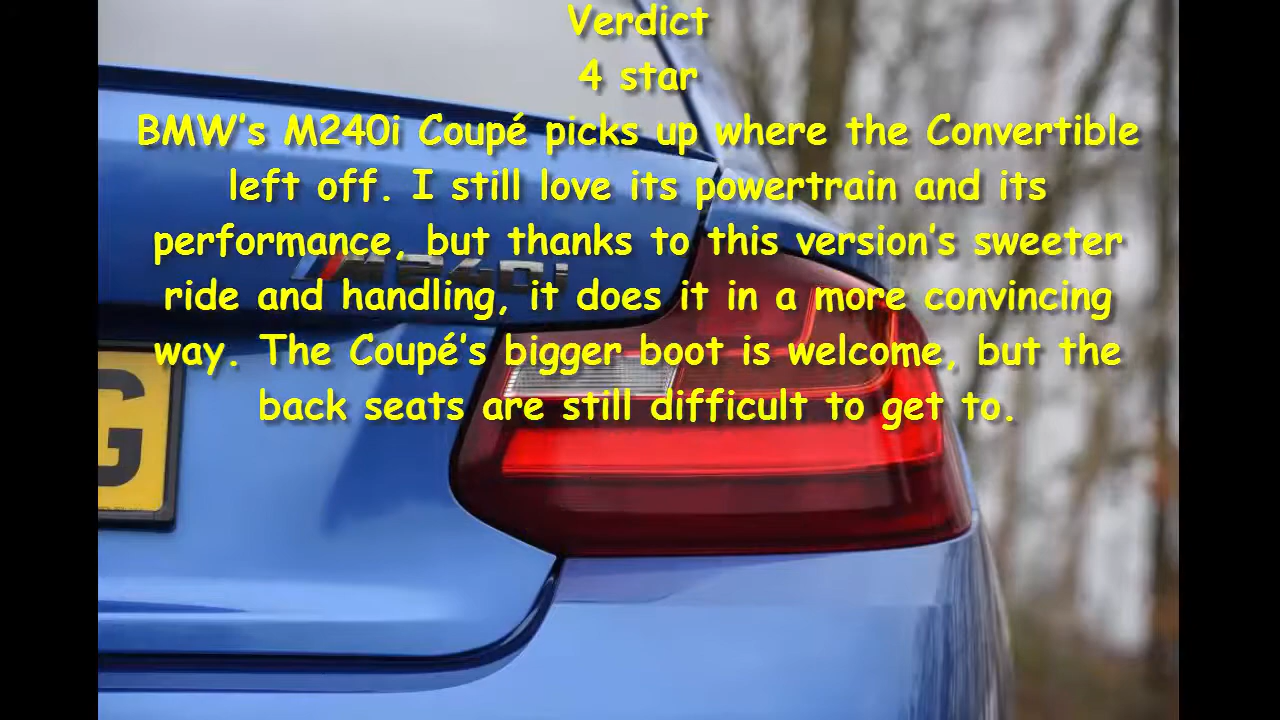 Verdict
4 star
BMW's M240i Coupé picks up where the Convertible
left off. I still love its powertrain and its
performance, but thanks to this version's sweeter
ride and handling, it does it in a more convincing
way. The Coupé's bigger boot is welcome, but the
back seats are still difficult to get to.
M240i
G